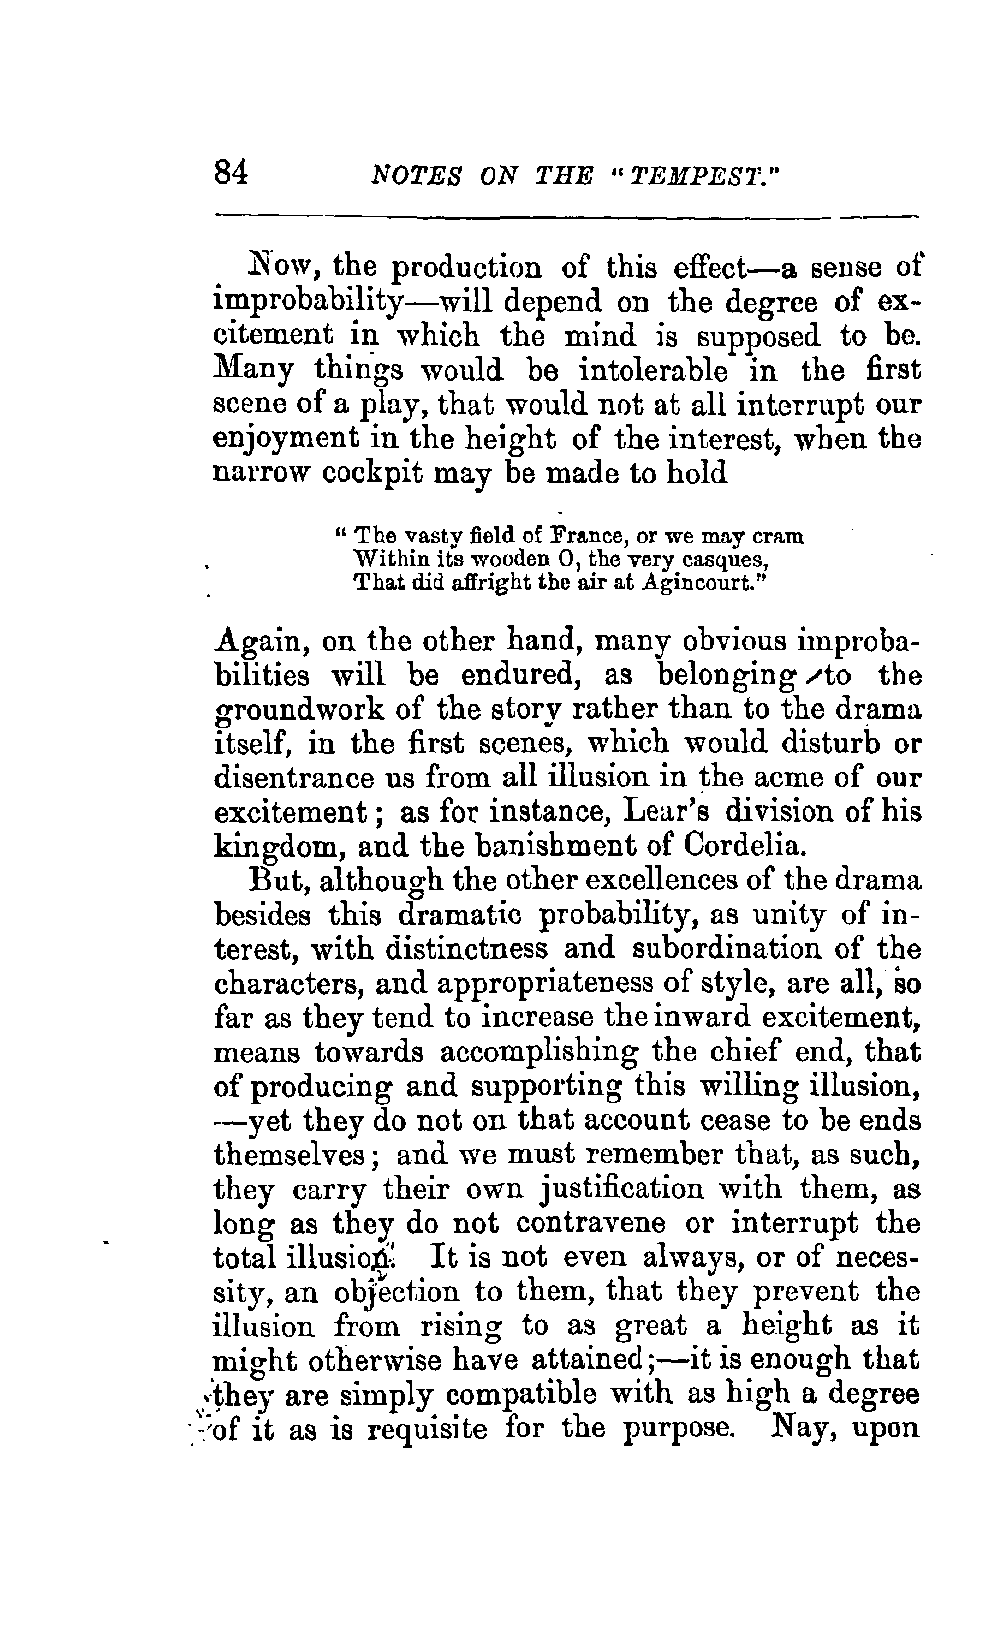 84 NOTES ON THE "TEMPEST."
Now, the production of this effect—a sense of
improbability—will depend on the degree of ex-
citement in which the mind is supposed to be.
Many things would be intolerable in the first
scene of a play, that would not at all interrupt our
enjoyment in the height of the interest, when the
narrow cockpit may be made to hold
"The vasty field of France, or we may cram
Within its wooden O, the very casques,
That did affright the air at Agincourt."
Again, on the other hand, many obvious improba-
bilities will be endured, as belonging to the
groundwork of the story rather than to the drama
itself, in the first scenes, which would disturb or
disentrance us from all illusion in the acme of our
excitement; as for instance, Lear's division of his
kingdom, and the banishment of Cordelia.
But, although the other excellences of the drama
besides this dramatic probability, as unity of in-
terest, with distinctness and subordination of the
characters, and appropriateness of style, are all, so
far as they tend to increase the inward excitement,
means towards accomplishing the chief end, that
of producing and supporting this willing illusion,
—yet they do not on that account cease to be ends
themselves; and we must remember that, as such,
they carry their own justification with them, as
long as they do not contravene or interrupt the
total illusion. It is not even always, or of neces-
sity, an objection to them, that they prevent the
illusion from rising to as great a height as it
might otherwise have attained;—it is enough that
they are simply compatible with as high a degree
of it as is requisite for the purpose. Nay, upon